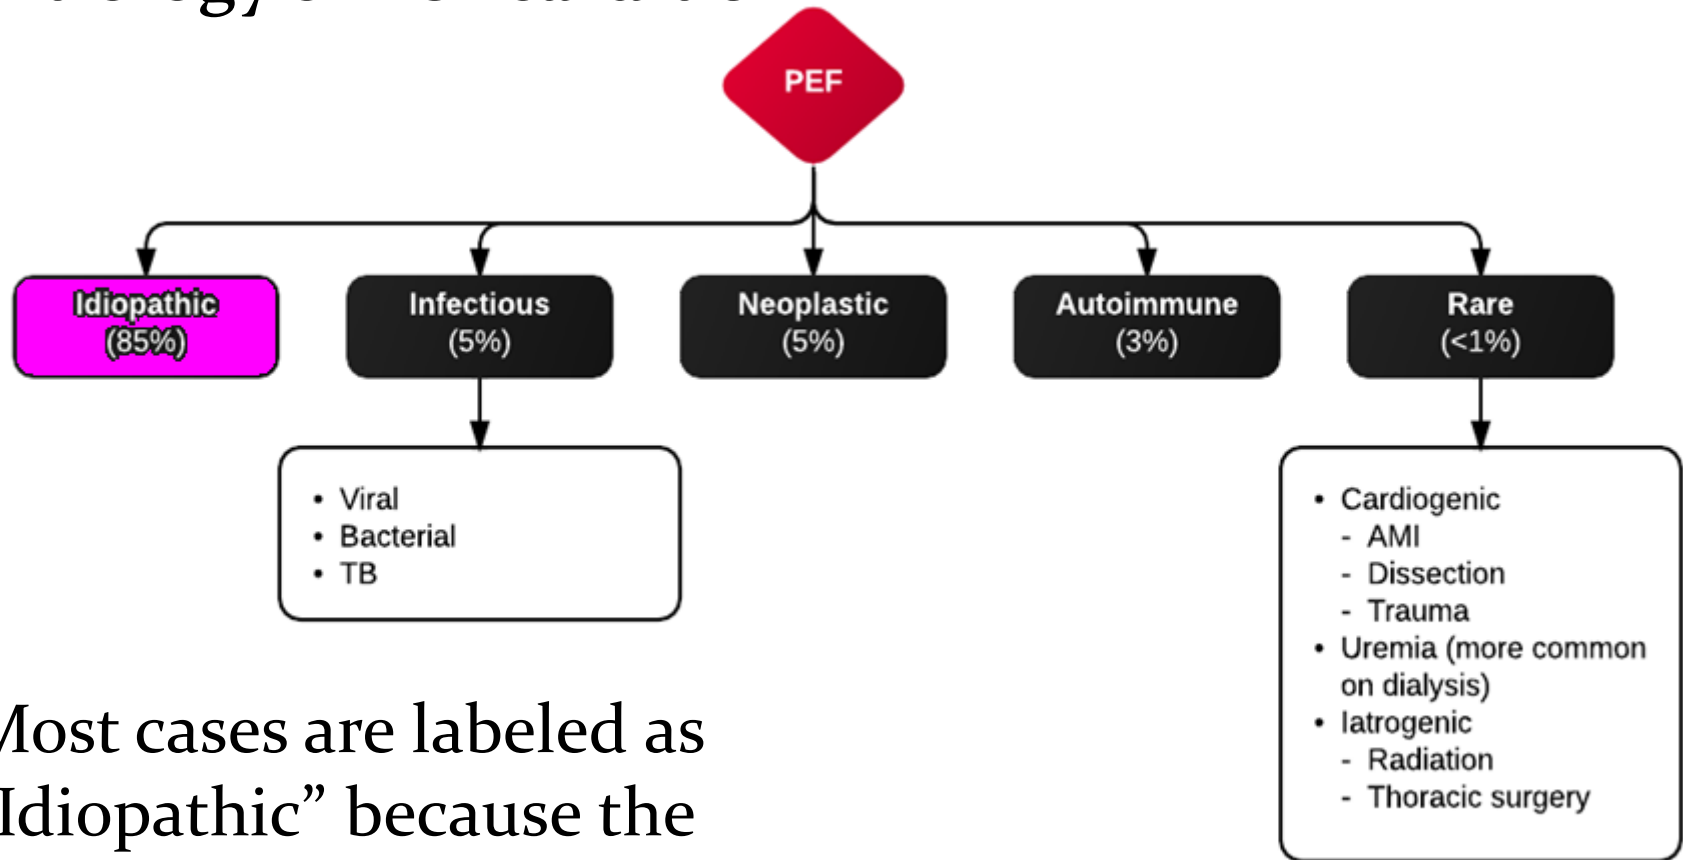 PEF
Idiopathic
(85%)
Infectious
(5%)
Neoplastic
(5%)
Autoimmune
(3%)
Rare
(<1%)
• Viral
• Bacterial
• TB
• Cardiogenic
- AMI
- Dissection
- Trauma
• Uremia (more common
on dialysis)
• Iatrogenic
- Radiation
- Thoracic surgery
Most cases are labeled as
Idiopathic” because the